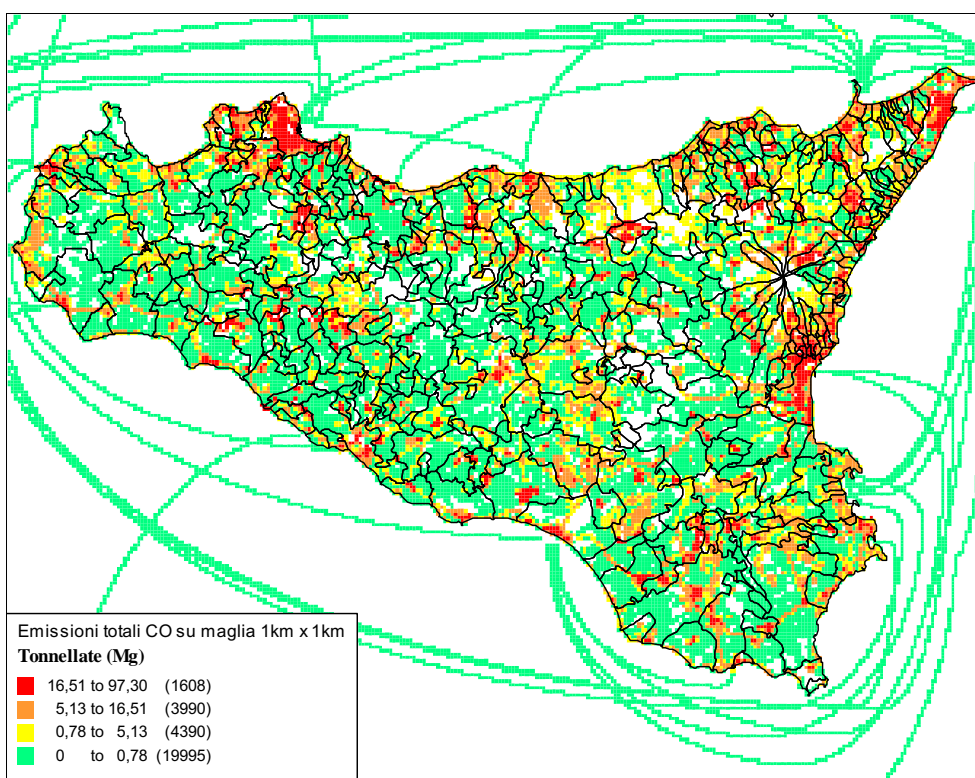 Emissioni totali CO su maglia 1km x 1km
Tonnellate (Mg)
16,51 to 97,30 (1608)
5,13 to 16,51 (3990)
0,78 to 5,13 (4390)
0 to 0,78 (19995)